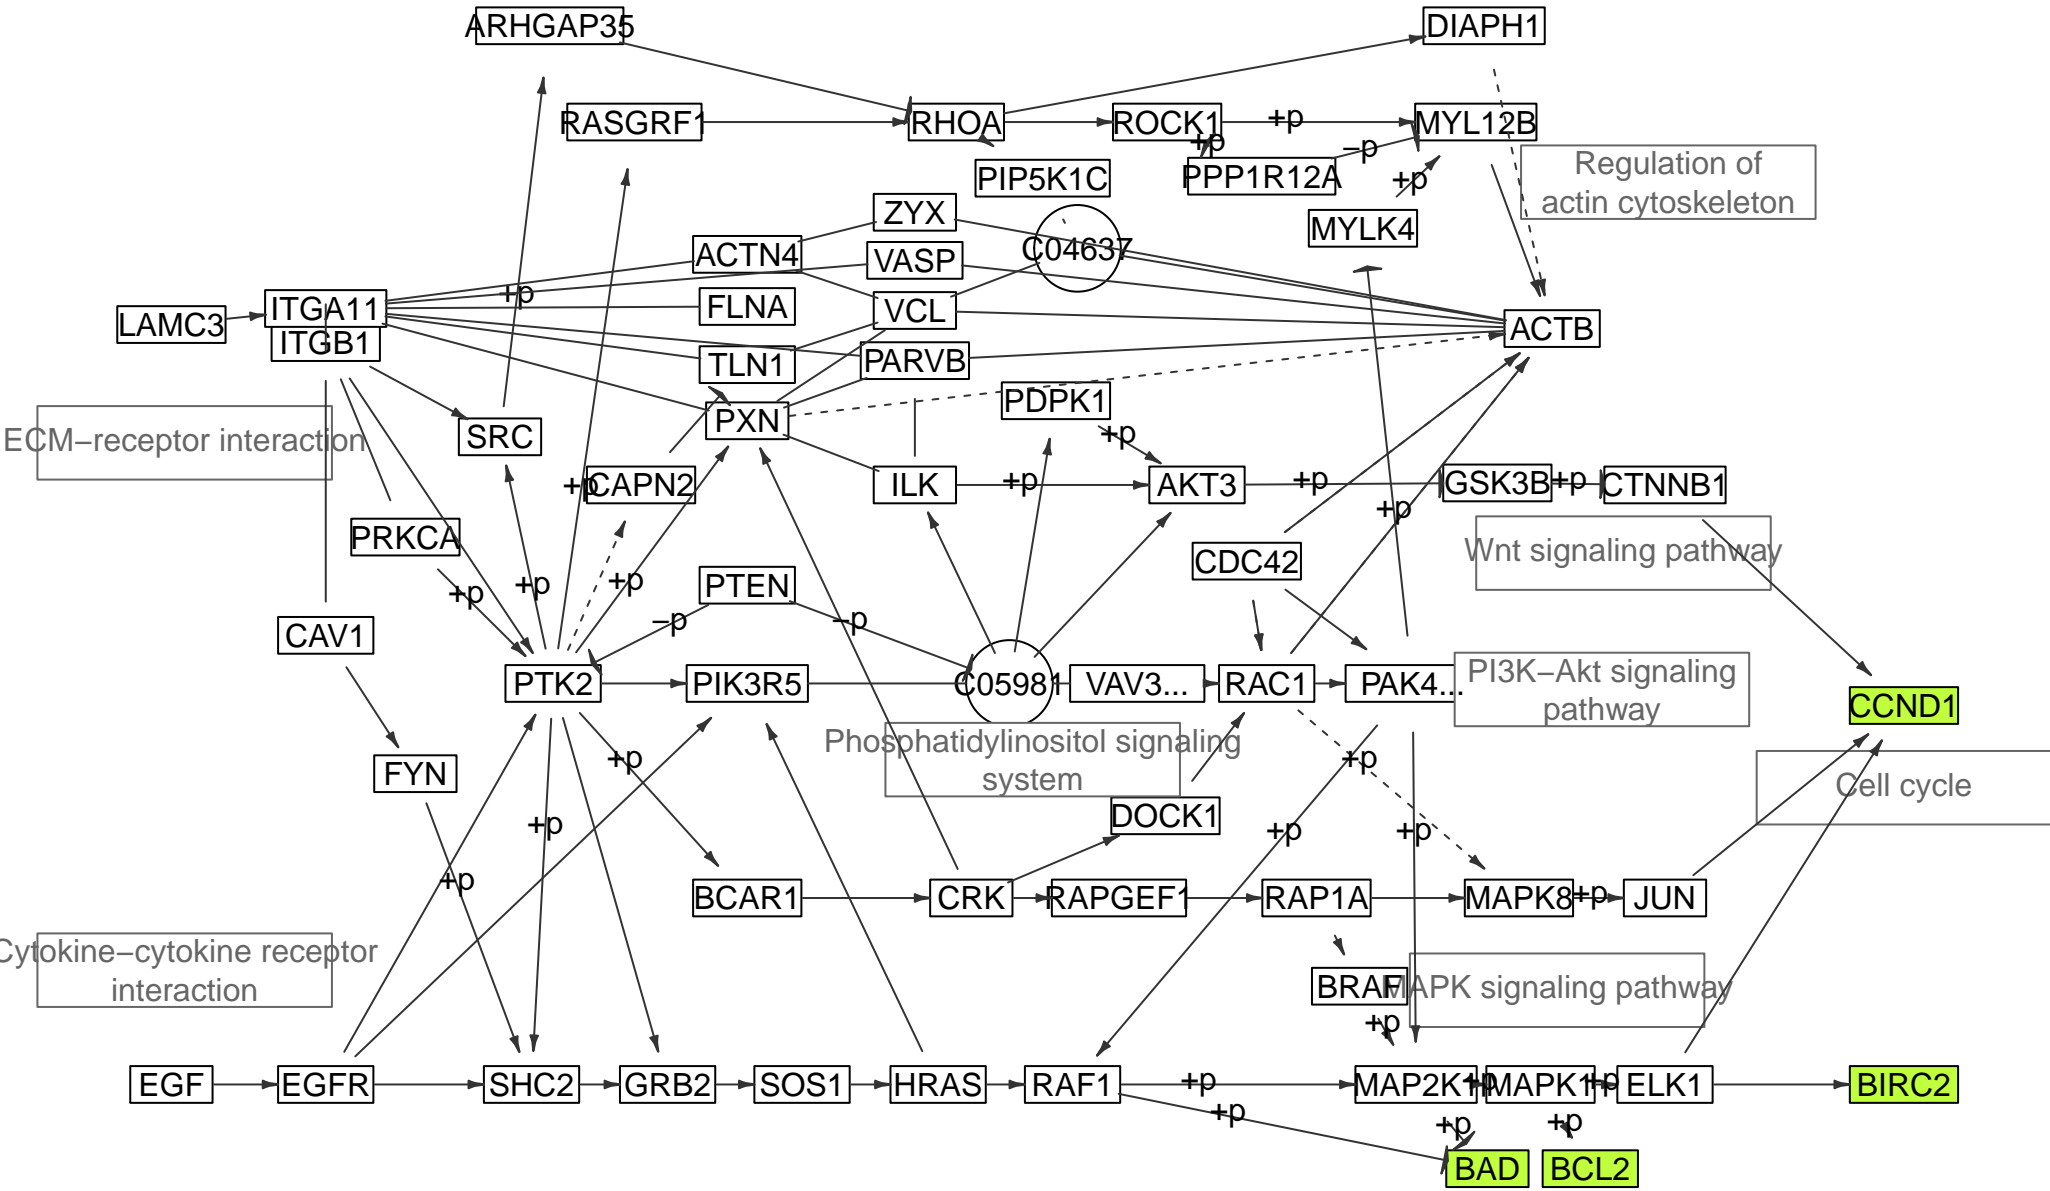 ARHGAP35
DIAPH1
RASGRF1
RHOA
ROCK1
+p
MYL12B
+p
−p
PIP5K1C
PPP1R12A
+p
Regulation of
actin cytoskeleton
ZYX
MYLK4
ACTN4
VASP
C04637
+p
LAMC3
ITGA11
FLNA
VCL
ACTB
ITGB1
TLN1
PARVB
PDPK1
PXN
+p
ECM−receptor interaction
SRC
+p
CAPN2
ILK
+p
AKT3
+p
GSK3B
+p
CTNNB1
+p
PRKCA
Wnt signaling pathway
CDC42
+p
+p
+p
PTEN
−p
−p
CAV1
PTK2
PIK3R5
C05981
VAV3...
RAC1
PAK4...
PI3K−Akt signaling
pathway
CCND1
Phosphatidylinositol signaling
system
+p
+p
FYN
Cell cycle
DOCK1
+p
+p
+p
+p
BCAR1
CRK
RAPGEF1
RAP1A
MAPK8
+p
JUN
Cytokine−cytokine receptor
interaction
BRAF
MAPK signaling pathway
+p
EGF
EGFR
SHC2
GRB2
SOS1
HRAS
RAF1
+p
MAP2K1
+p
MAPK1
+p
ELK1
BIRC2
+p
+p
+p
BAD
BCL2